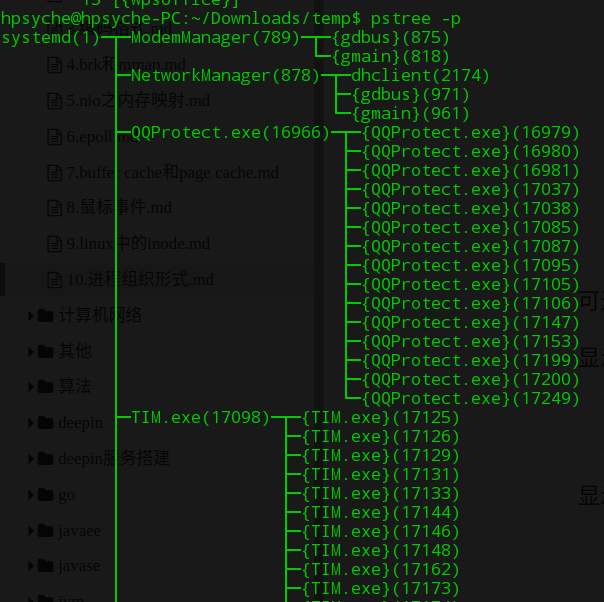 15 [{wpsoffice}]
hpsyche@hpsyche-PC:~/Downloads/temp$ pstree -p
systemd(1)─┬─ModemManager(789)─┬─{gdbus}(875)
{gmain}(818)
4.brk和mmap.md
NetworkManager(878)─┬─dhclient(2174)
{gdbus}(971)
5.nio之内存映射.md
{gmain}(961)
QQProtect.exe(16966)─┬─{QQProtect.exe}(16979)
6.epoll.md
{QQProtect.exe}(16980)
{QQProtect.exe}(16981)
7.buffer cache和page cache.md
{QQProtect.exe}(17037)
{QQProtect.exe}(17038)
8.鼠标事件.md
{QQProtect.exe}(17085)
{QQProtect.exe}(17087)
9.linux中的inode.md
{QQProtect.exe}(17095)
{QQProtect.exe}(17105)
10.进程组织形式.md
{QQProtect.exe}(17106)
{QQProtect.exe}(17147)
计算机网络
{QQProtect.exe}(17153)
{QQProtect.exe}(17199)
其他
{QQProtect.exe}(17200)
算法
{QQProtect.exe}(17249)
TIM.exe(17098)─┬─{TIM.exe}(17125)
deepin
{TIM.exe}(17126)
{TIM.exe}(17129)
deepin服务搭建
{TIM.exe}(17131)
{TIM.exe}(17133)
go
{TIM.exe}(17144)
{TIM.exe}(17146)
javaee
{TIM.exe}(17148)
{TIM.exe}(17162)
javase
{TIM.exe}(17173)
jvm